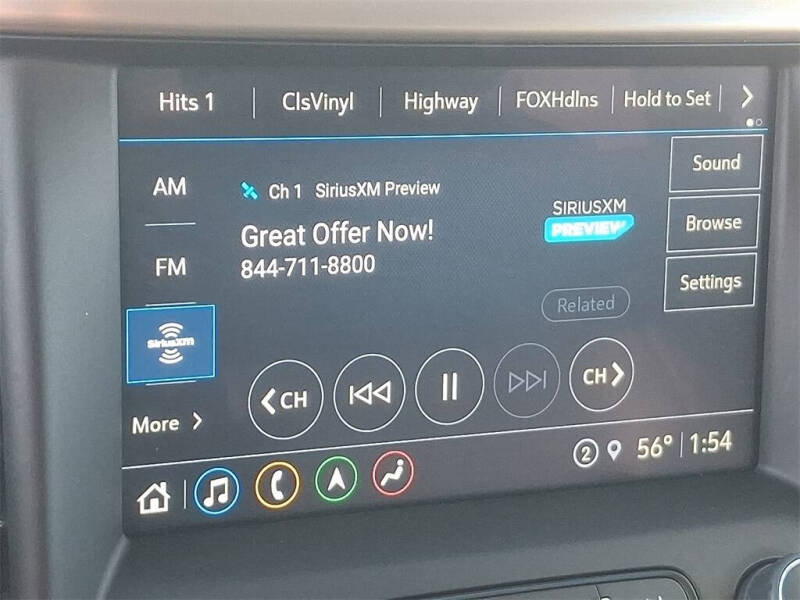 Hits 1 ClsVinyl Highway FOXHdlns Hold to Set
AM
Ch 1 SiriusXM Preview
SIRIUSXM
PREVIEW
Sound
Great Offer Now!
844-711-8800
Browse
FM
Settings
Related
SiriusXM
CH
CH
More
2 56° 1:54